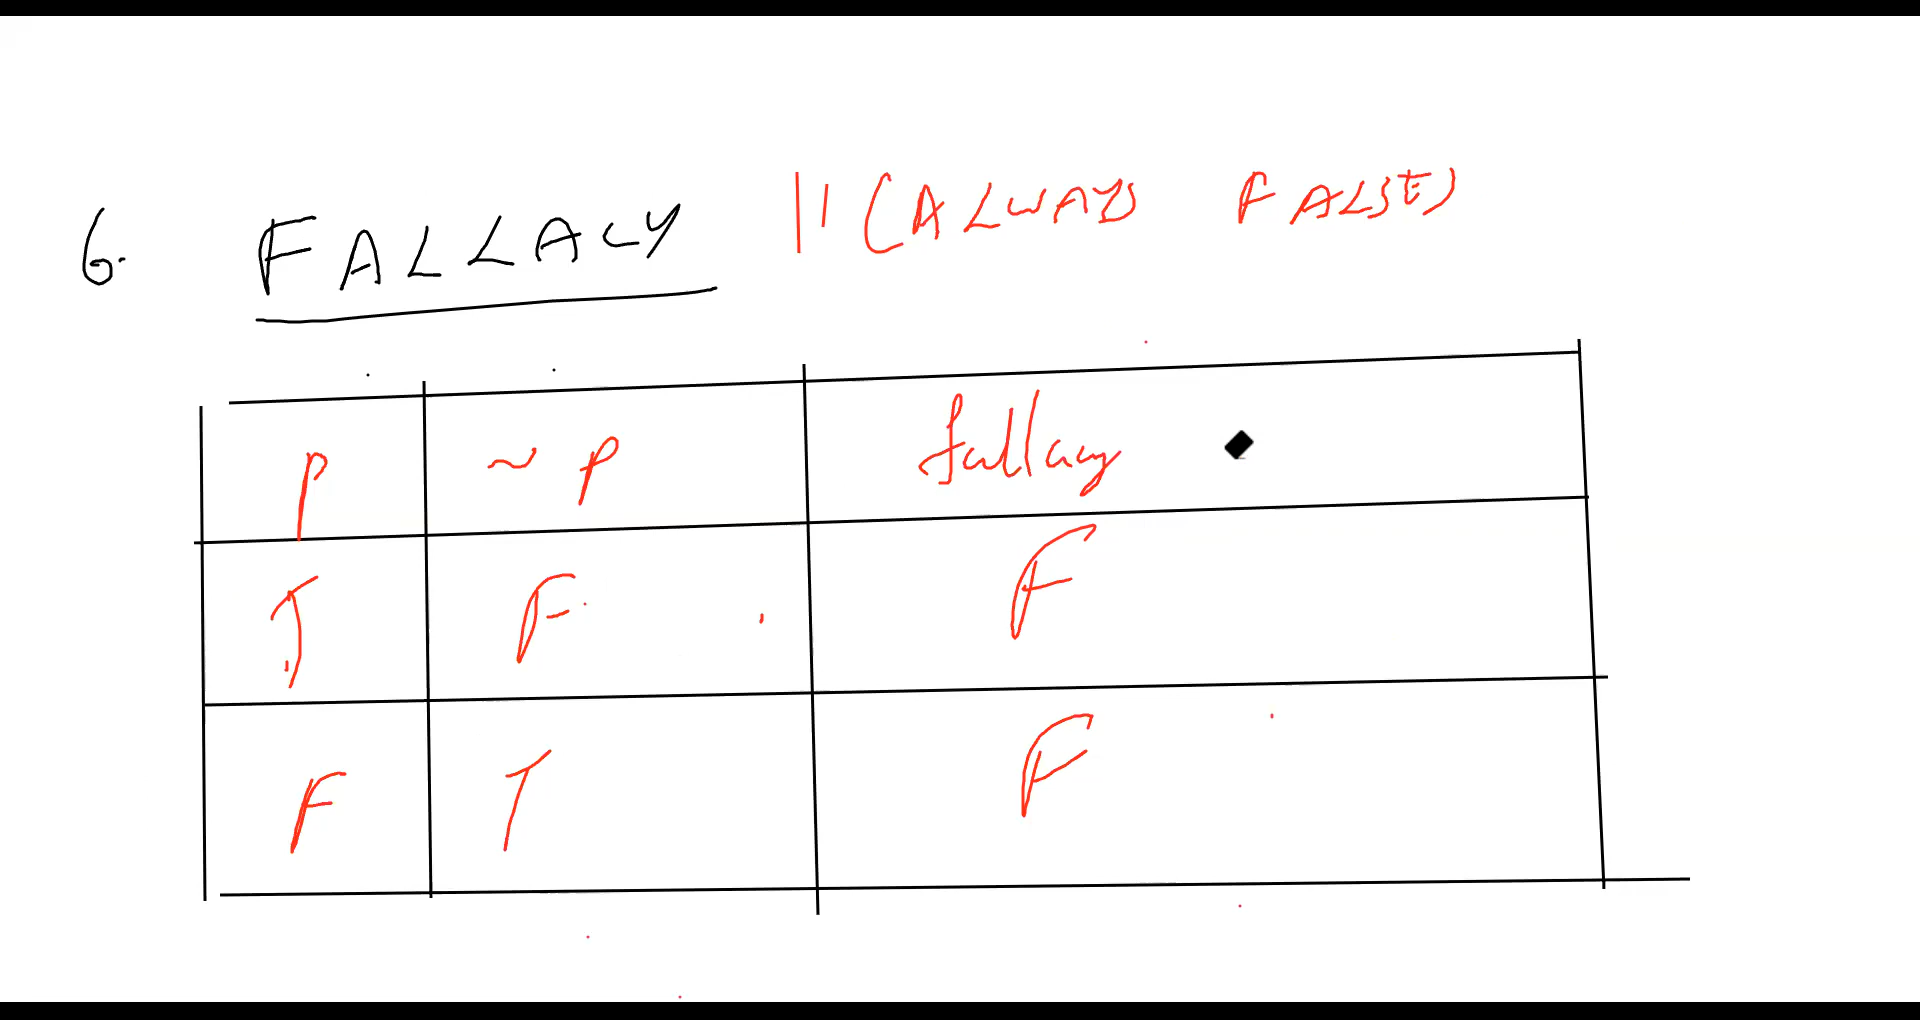 6. FALLACY || (ALWAYS FALSE)
P ~ P fallacy
T F F
F T F